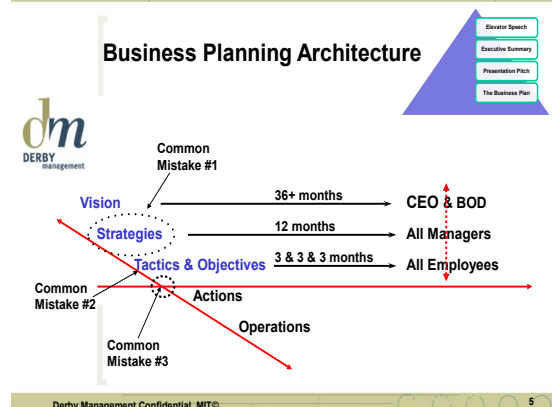 Elevator Speech
Executive Summary
Presentation Pitch
The Business Plan
Business Planning Architecture
dm
DERBY
management
Common
Mistake #1
Vision
36+ months
CEO & BOD
Strategies
12 months
All Managers
Tactics & Objectives
3 & 3 & 3 months
All Employees
Common
Mistake #2
Actions
Operations
Common
Mistake #3
Derby Management Confidential MIT©
5